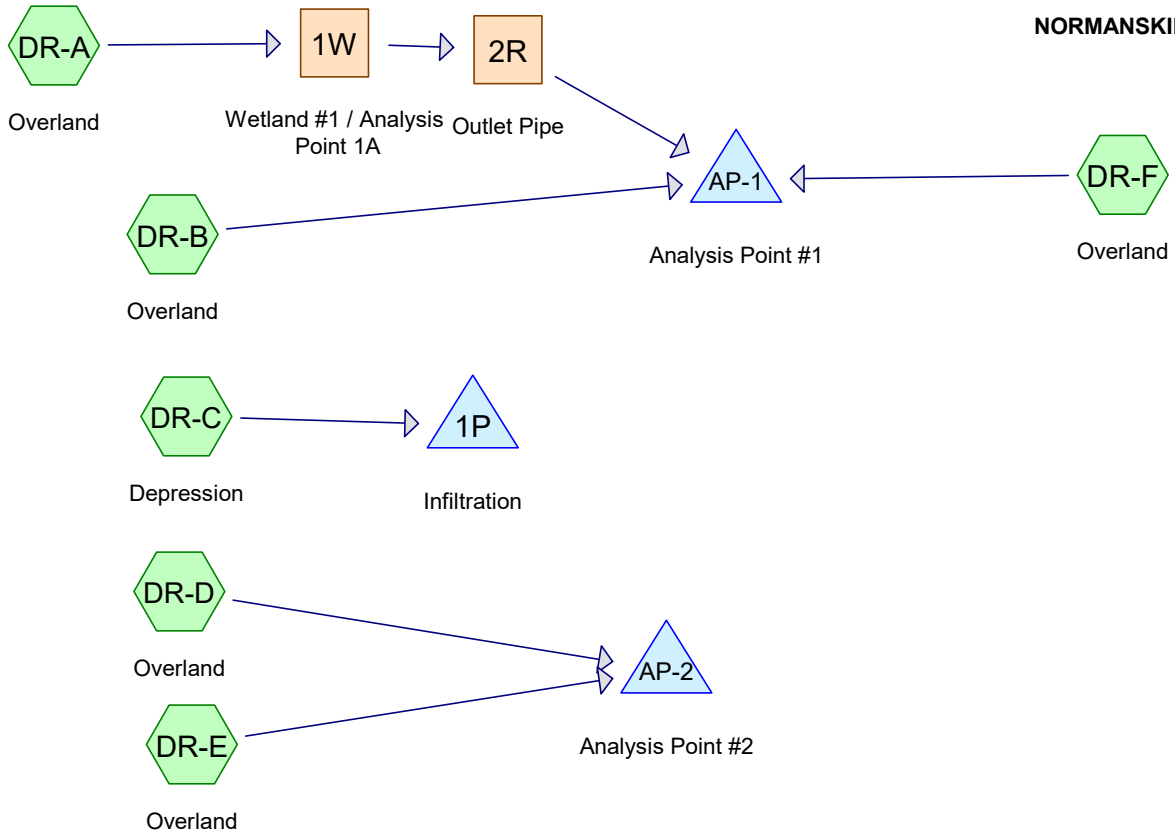 NORMANSKI
DR-A
1W
2R
Overland
Wetland #1 / Analysis
Point 1A
Outlet Pipe
AP-1
DR-F
DR-B
Analysis Point #1
Overland
Overland
DR-C
1P
Depression
Infiltration
DR-D
Overland
AP-2
DR-E
Analysis Point #2
Overland